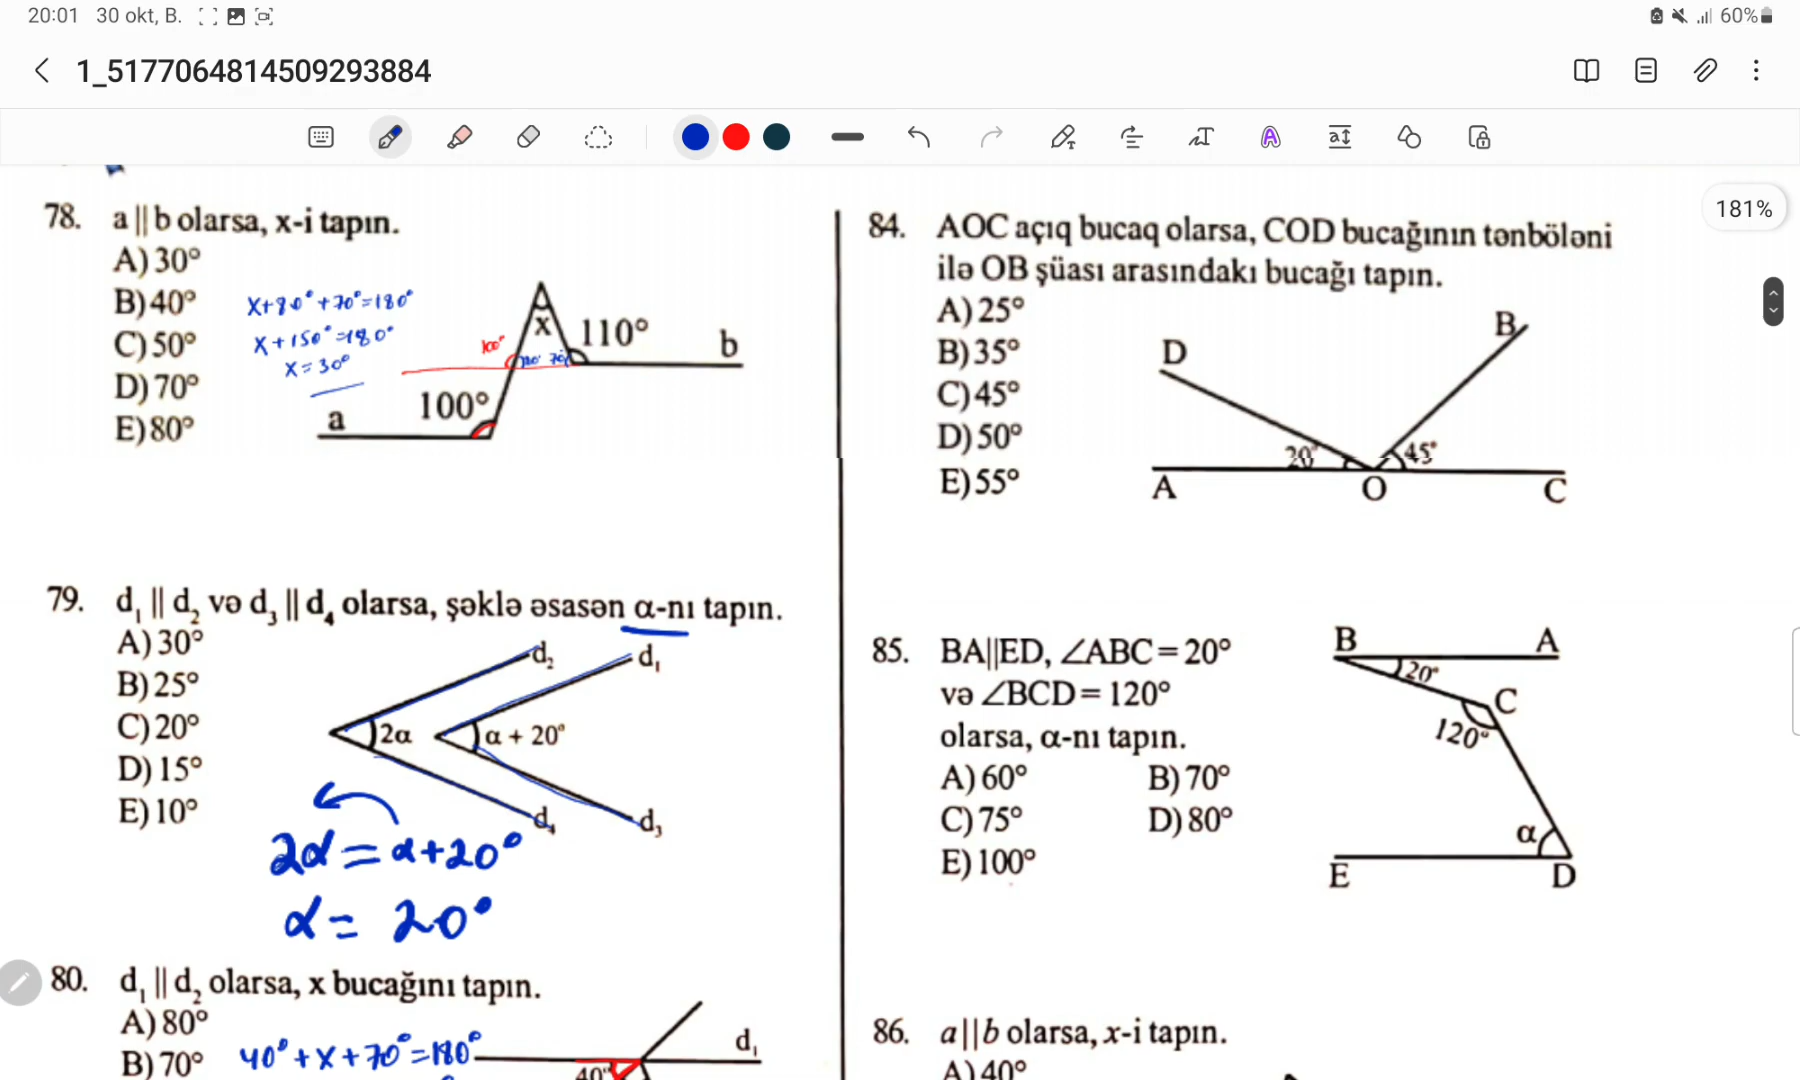 20:01 30 okt, B.
60%
1_5177064814509293884
181%
78. a || b olarsa, x-i tapın.
A) 30°
B) 40°
C) 50°
D) 70°
E) 80°
x+80°+70°=180°
x+150°=180°
x=30°
x
110°
b
100°
70°
100°
a
79. d₁ || d₂ və d₃ || d₄ olarsa, şəklə əsasən α-nı tapın.
A) 30°
B) 25°
C) 20°
D) 15°
E) 10°
d₂
d₁
2α
α + 20°
d₄
d₃
2α = α+20°
α = 20°
80. d₁ || d₂ olarsa, x bucağını tapın.
A) 80°
B) 70°
40°+x+70°=180°
d₁
40°
84. AOC açıq bucaq olarsa, COD bucağının tənböləni
ilə OB şüası arasındakı bucağı tapın.
A) 25°
B) 35°
C) 45°
D) 50°
E) 55°
D
B
20°
45°
A
O
C
85. BA||ED, ∠ABC = 20°
və ∠BCD = 120°
olarsa, α-nı tapın.
A) 60° B) 70°
C) 75° D) 80°
E) 100°
B
A
20°
C
120°
α
E
D
86. a||b olarsa, x-i tapın.
A) 40°